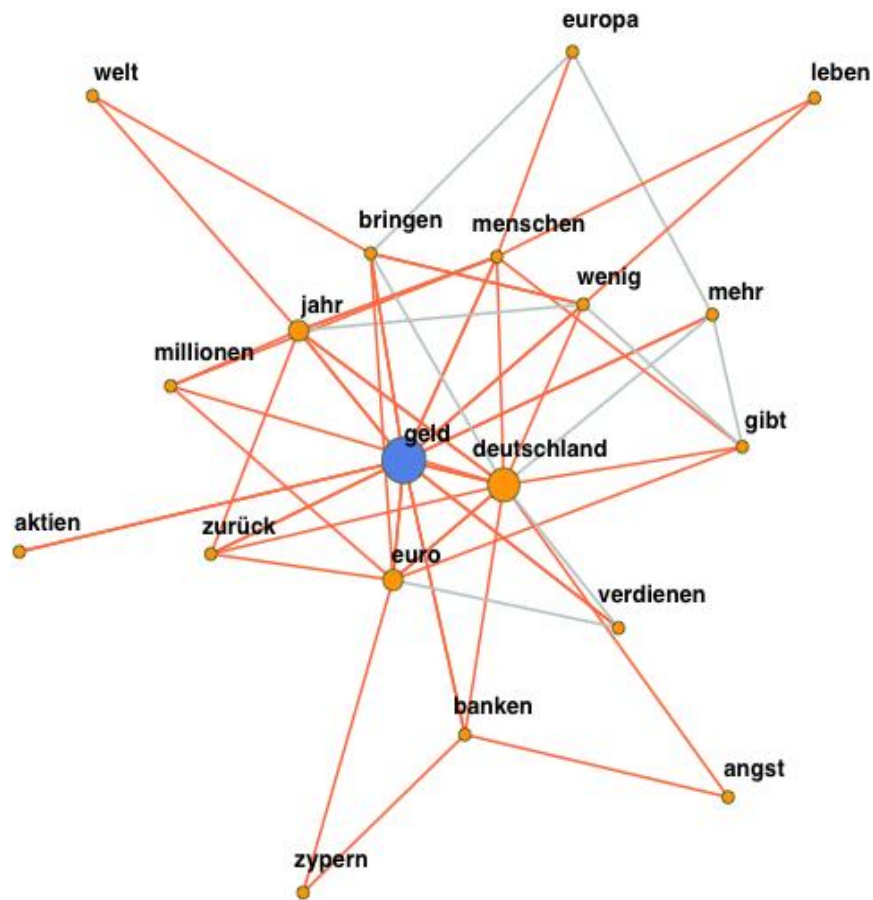 europa
welt
leben
bringen
menschen
wenig
mehr
jahr
millionen
gibt
geld
deutschland
aktien
zurück
euro
verdienen
banken
angst
zypern